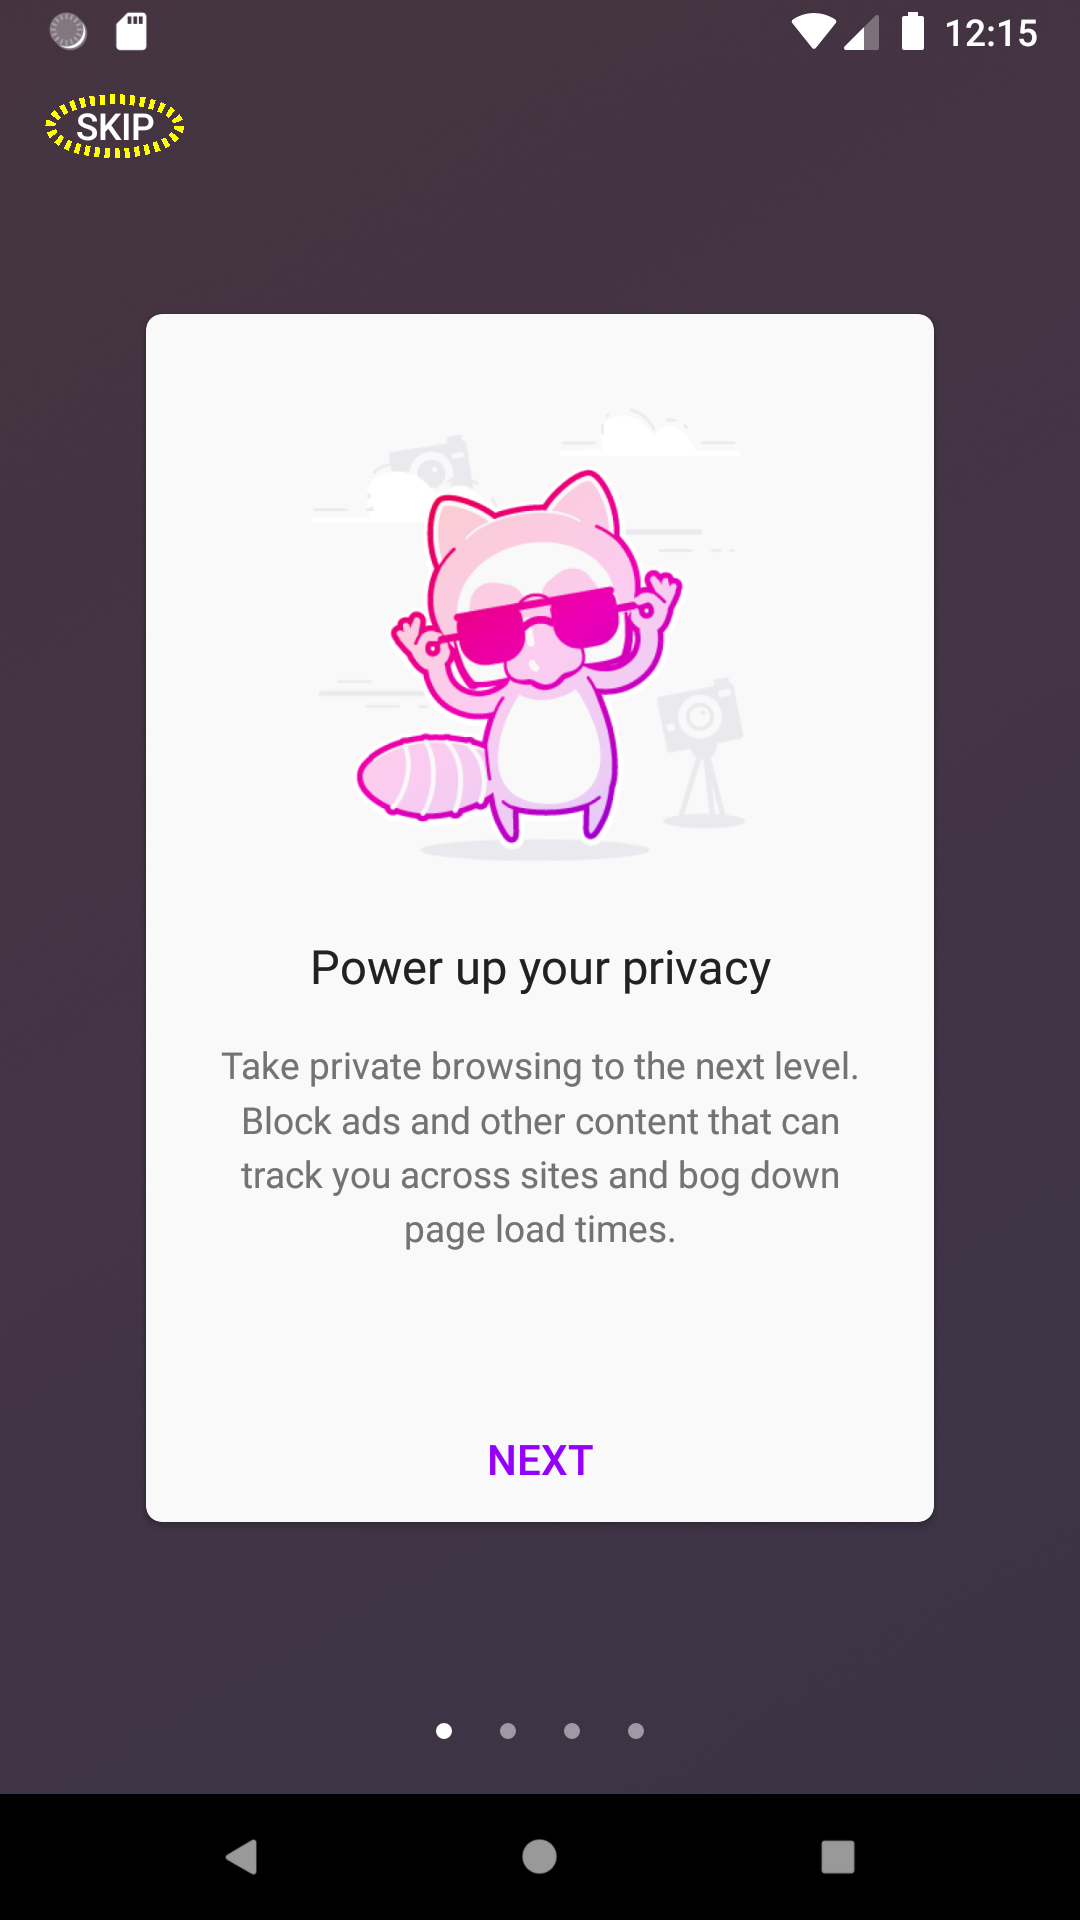 12:15
SKIP
Power up your privacy
Take private browsing to the next level.
Block ads and other content that can
track you across sites and bog down
page load times.
NEXT